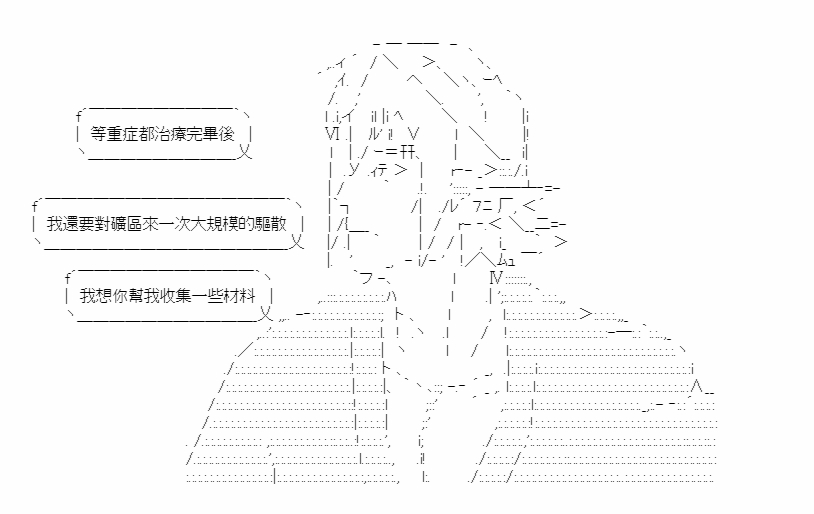 等重症都治療完畢後
我還要對礦區來一次大規模的驅散
我想你幫我收集一些材料